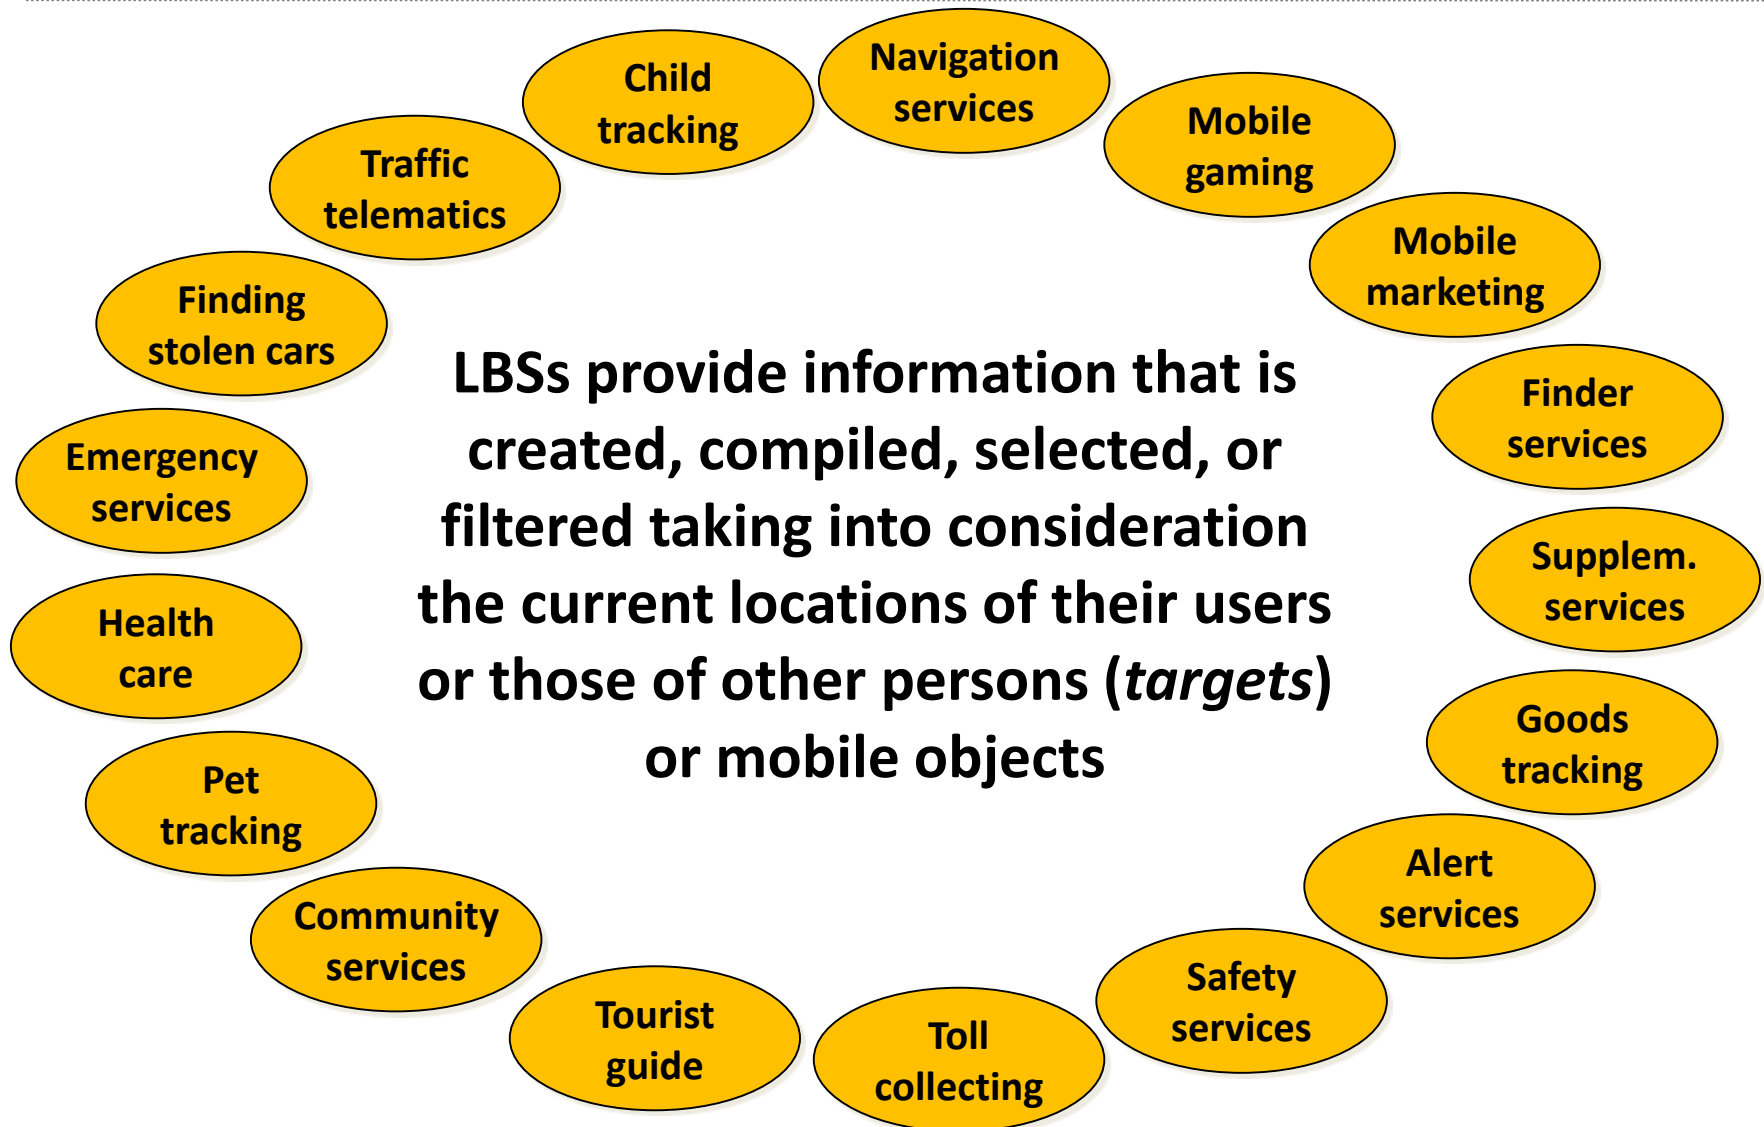 Navigation
services
Child
tracking
Mobile
gaming
Traffic
telematics
Mobile
marketing
Finding
stolen cars
Finder
services
LBSs provide information that is
created, compiled, selected, or
filtered taking into consideration
the current locations of their users
or those of other persons (targets)
or mobile objects
Emergency
services
Supplem.
services
Health
care
Goods
tracking
Pet
tracking
Alert
services
Community
services
Safety
services
Tourist
guide
Toll
collecting